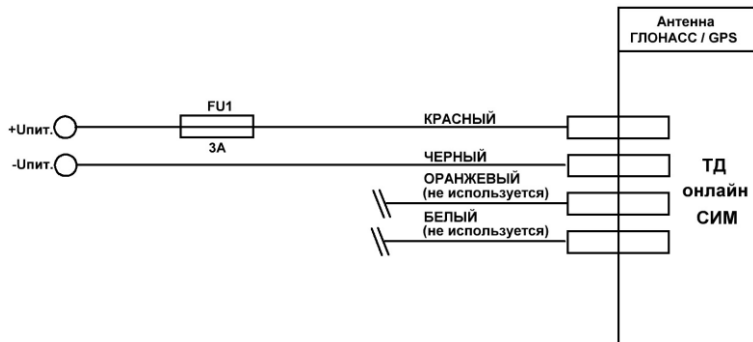 Антенна
ГЛОНАСС / GPS
FU1
КРАСНЫЙ
+Uпит.
3А
ЧЕРНЫЙ
-Uпит.
ОРАНЖЕВЫЙ
(не используется)
БЕЛЫЙ
(не используется)
ТД
онлайн
СИМ